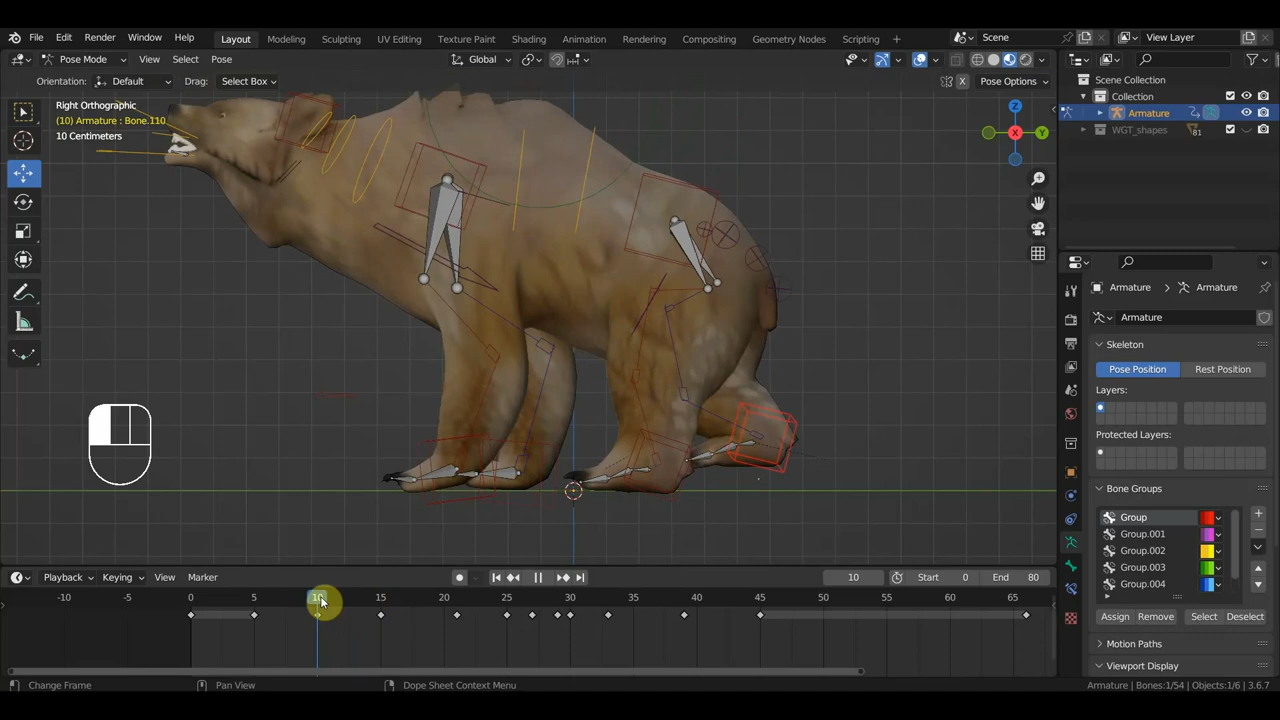 File Edit Render Window Help Layout Modeling Sculpting UV Editing Texture Paint Shading Animation Rendering Compositing Geometry Nodes Scripting + Scene View Layer
Pose Mode View Select Pose Global
Orientation: Default Drag: Select Box X Pose Options
Scene Collection
Collection
Armature
WGT_shapes 81
Right Orthographic
(10) Armature : Bone.110
10 Centimeters
Z
X
Y
Armature Armature
Armature
Skeleton
Pose Position Rest Position
Layers:
Protected Layers:
Bone Groups
Group
Group.001
Group.002
Group.003
Group.004
Assign Remove Select Deselect
Motion Paths
Viewport Display
Playback Keying View Marker 10 Start 0 End 80
-10 -5 0 5 10 15 20 25 30 35 40 45 50 55 60 65
Change Frame Pan View Dope Sheet Context Menu Armature | Bones:1/54 | Objects:1/6 | 3.6.7